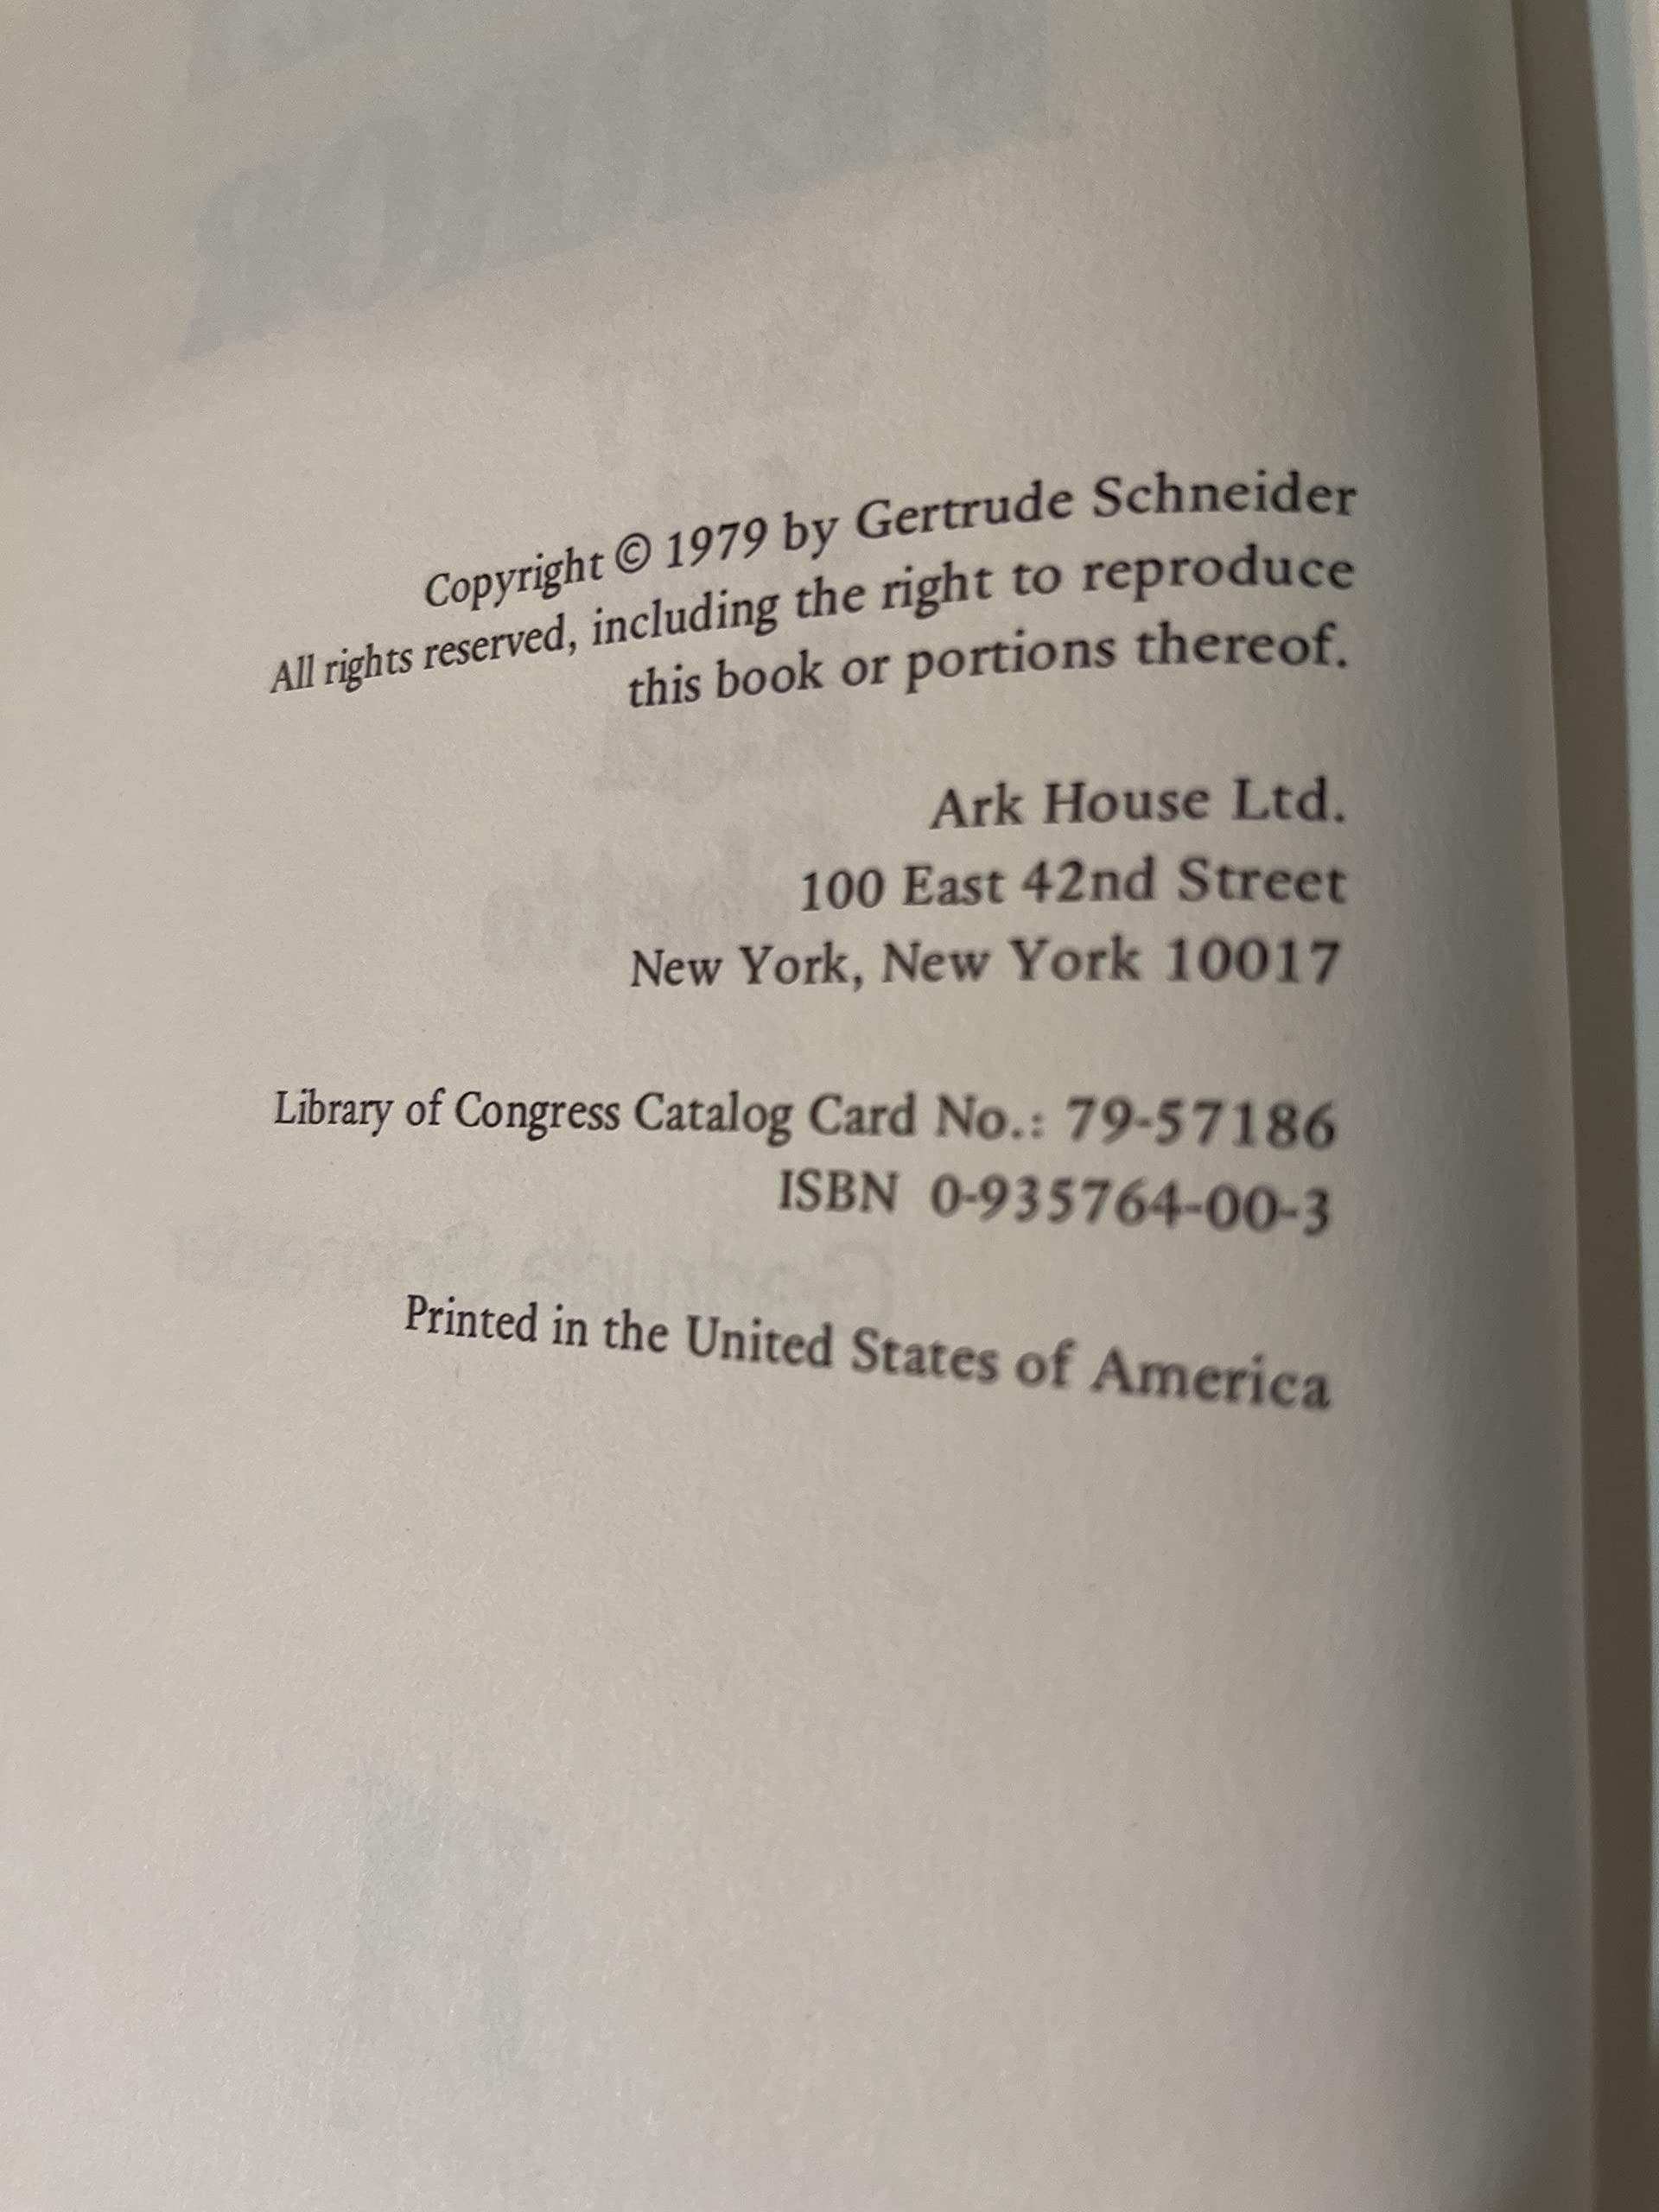 Copyright © 1979 by Gertrude Schneider
All rights reserved, including the right to reproduce
this book or portions thereof.
Ark House Ltd.
100 East 42nd Street
New York, New York 10017
Library of Congress Catalog Card No.: 79-57186
ISBN 0-935764-00-3
Printed in the United States of America